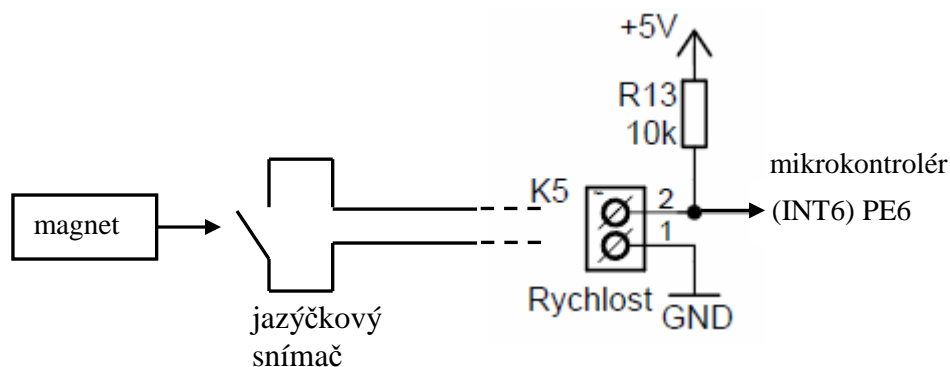 +5V
R13
10k
mikrokontrolér
(INT6) PE6
K5
2
1
magnet
Rychlost
GND
jazýčkový
snímač